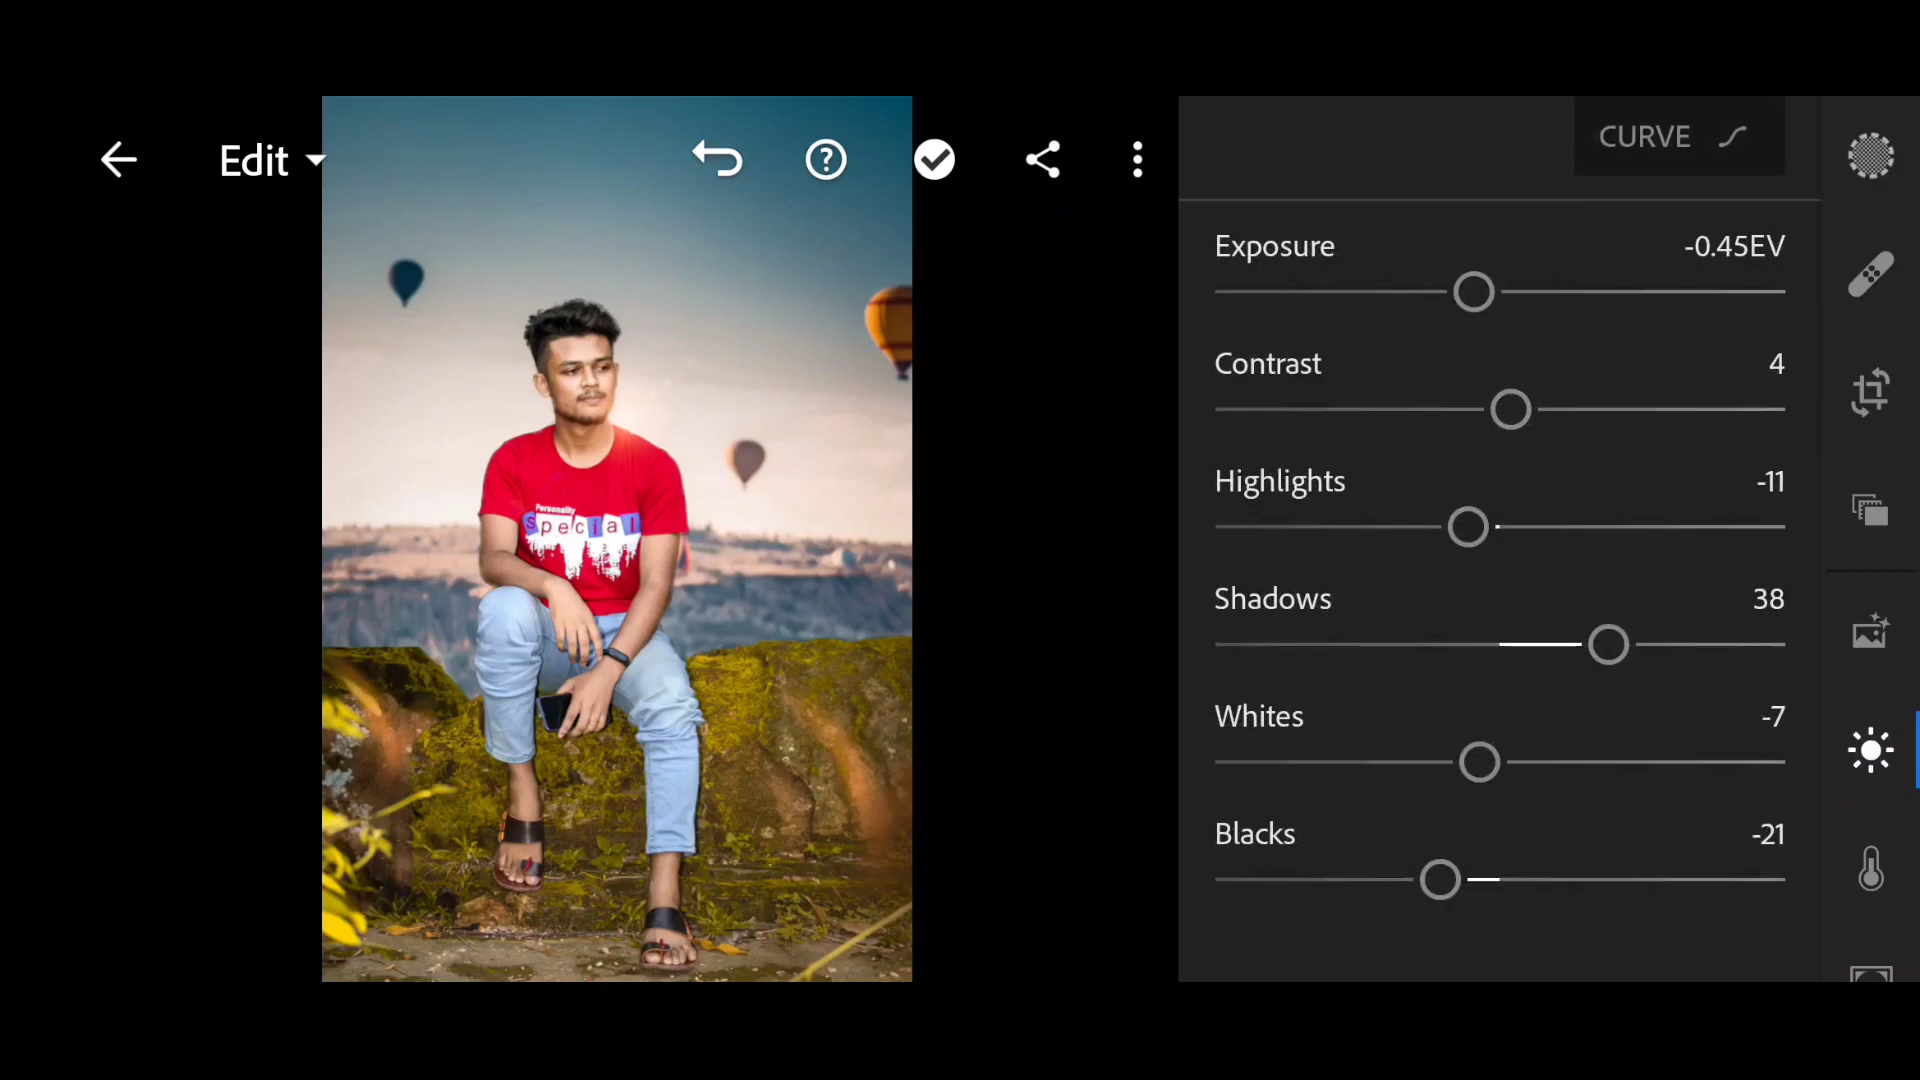 Edit
CURVE
Exposure -0.45EV
Contrast 4
Highlights -11
Shadows 38
Whites -7
Blacks -21
Personality
Special